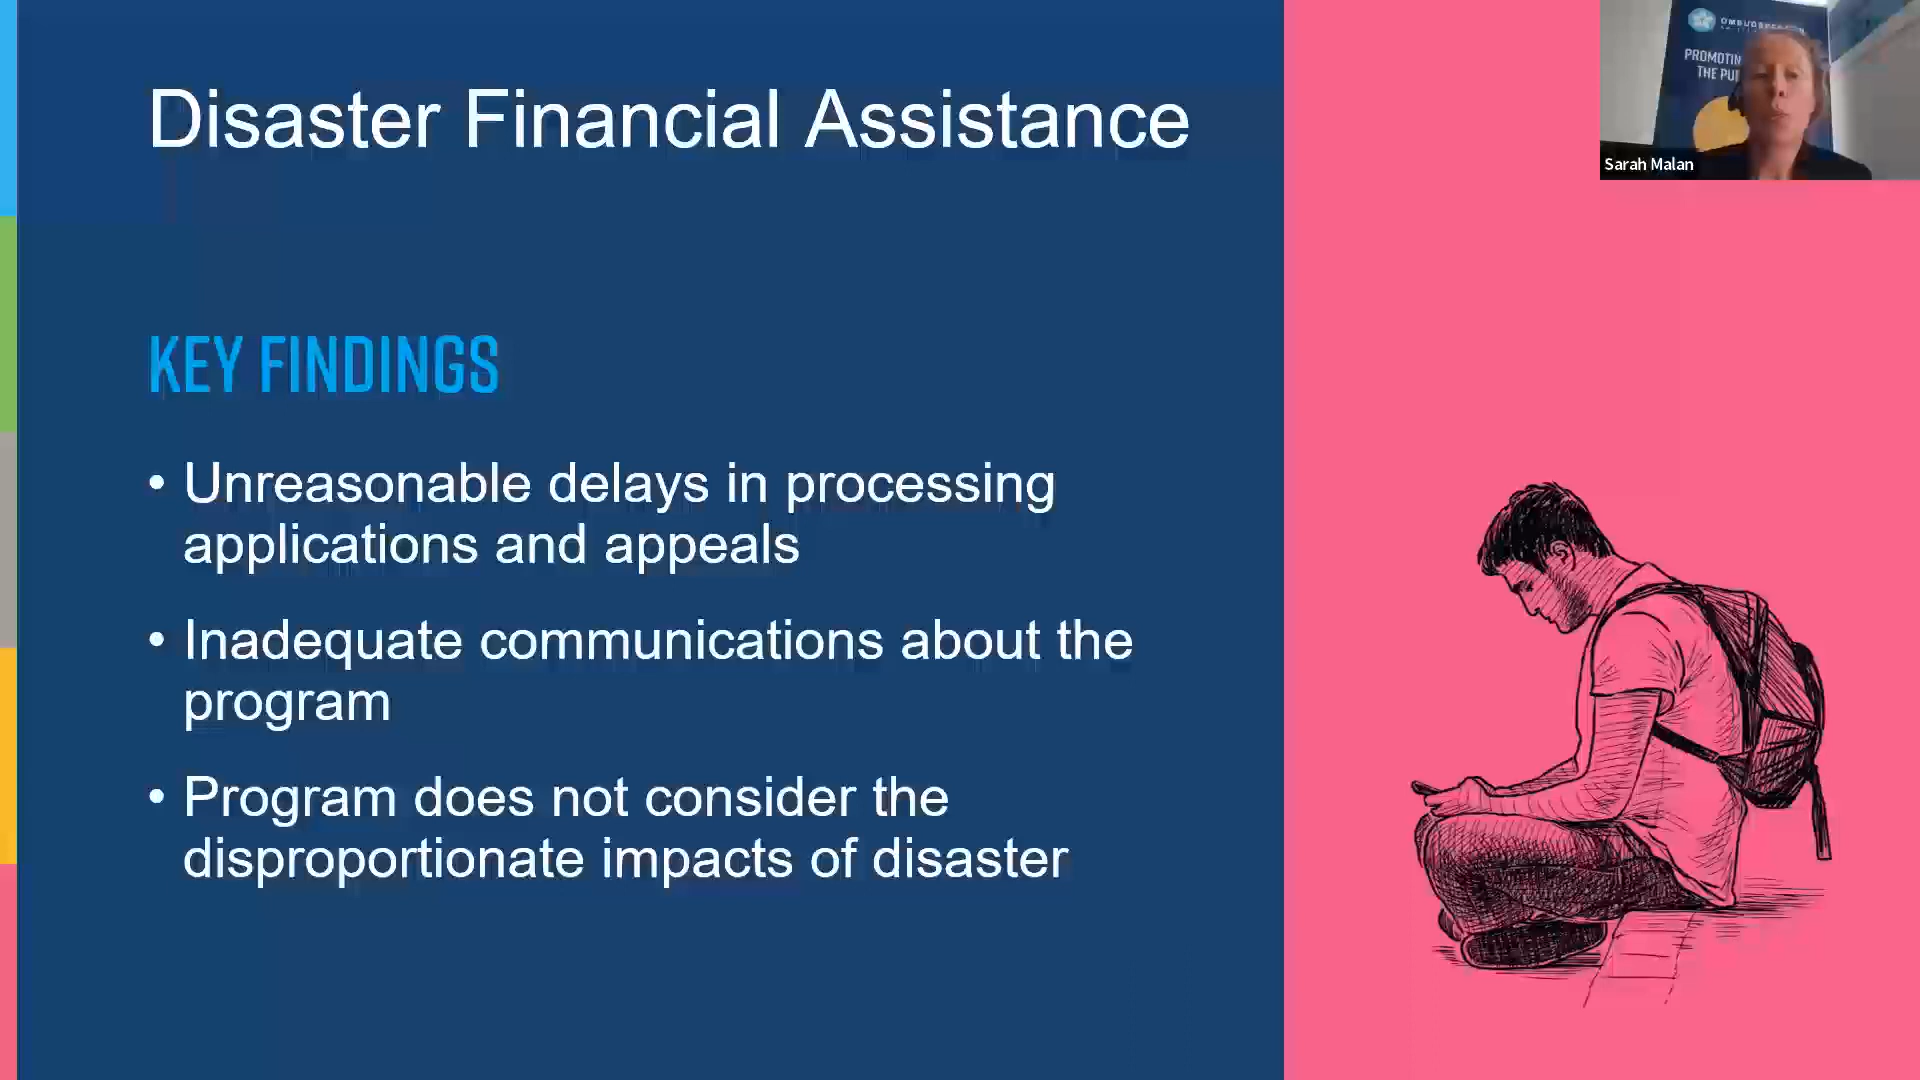 Disaster Financial Assistance
KEY FINDINGS
• Unreasonable delays in processing
applications and appeals
• Inadequate communications about the
program
• Program does not consider the
disproportionate impacts of disaster
THE
Sarah Malan